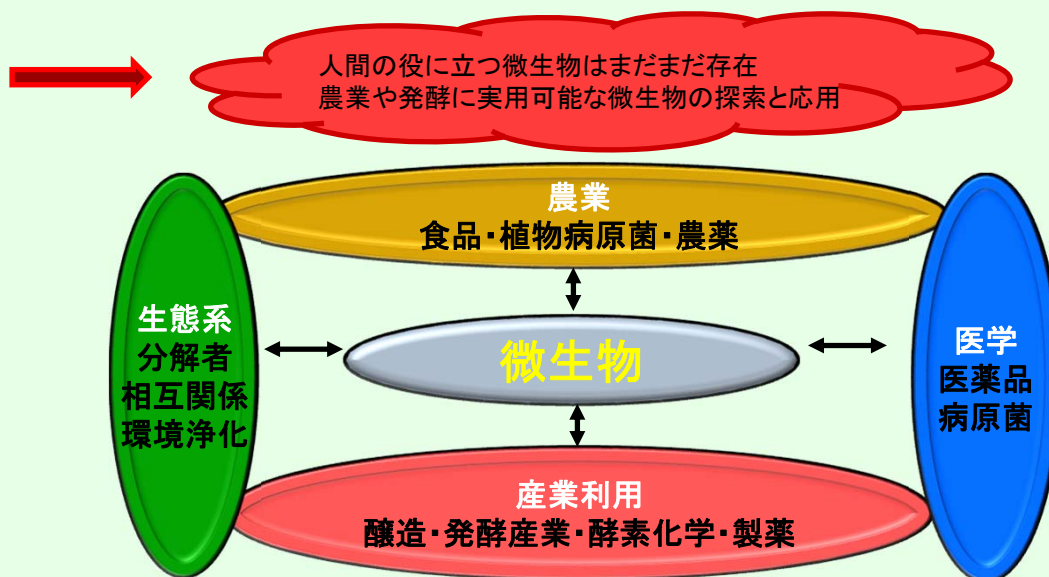 人間の役に立つ微生物はまだまだ存在
農業や発酵に実用可能な微生物の探索と応用
農業
食品・植物病原菌・農薬
生態系
分解者
相互関係
環境浄化
微生物
医学
医薬品
病原菌
産業利用
醸造・発酵産業・酵素化学・製薬